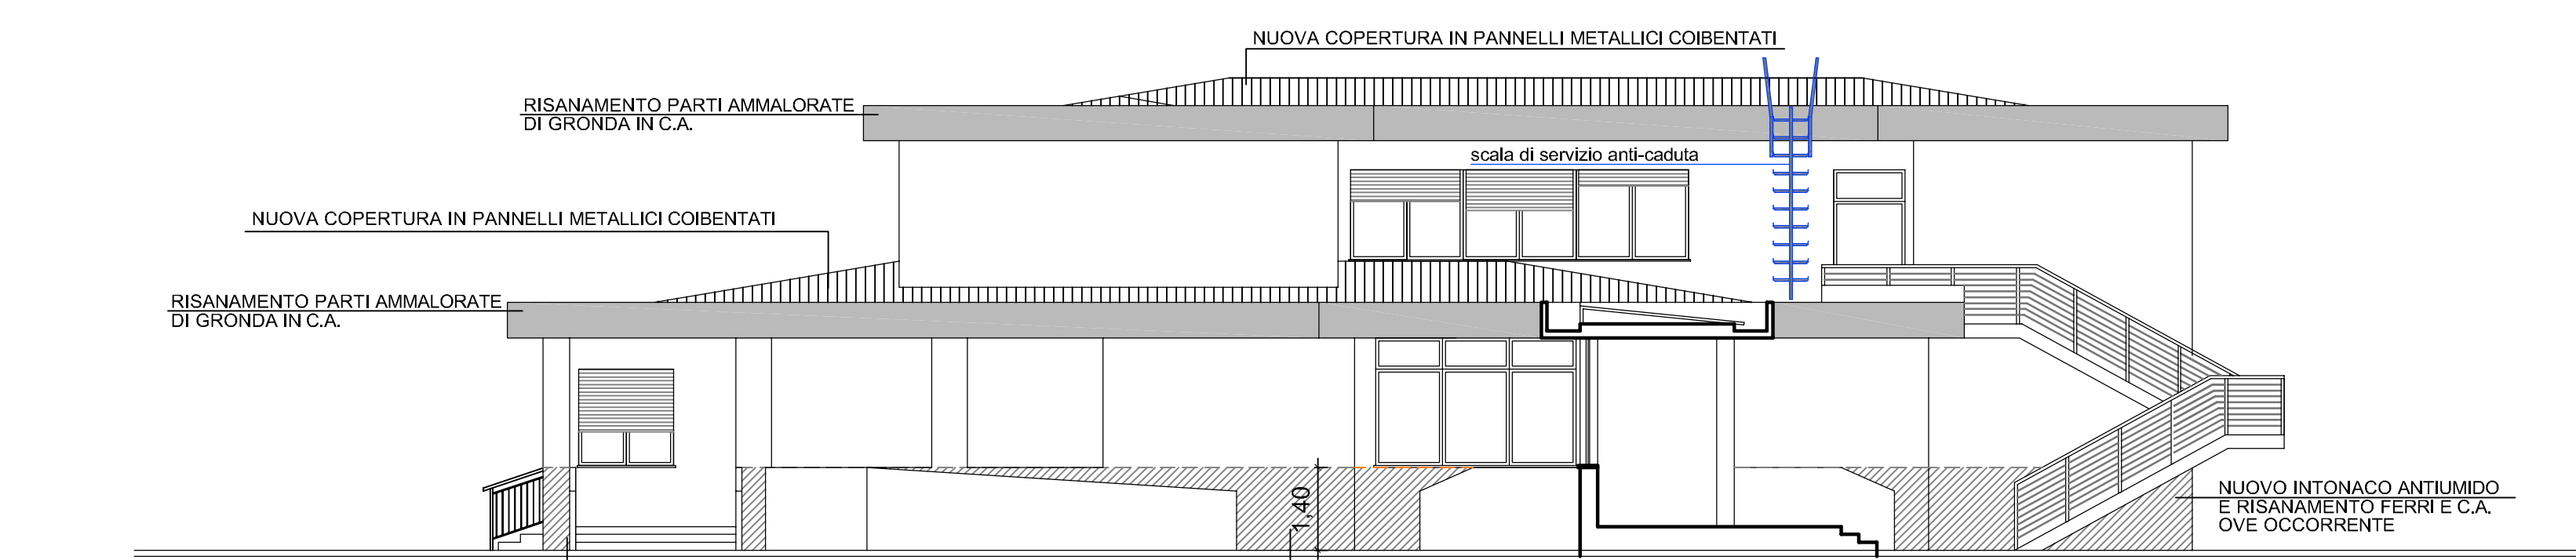 NUOVA COPERTURA IN PANNELLI METALLICI COIBENTATI
RISANAMENTO PARTI AMMALORATE
DI GRONDA IN C.A.
scala di servizio anti-caduta
NUOVA COPERTURA IN PANNELLI METALLICI COIBENTATI
RISANAMENTO PARTI AMMALORATE
DI GRONDA IN C.A.
1,40
NUOVO INTONACO ANTIUMIDO
E RISANAMENTO FERRI E C.A.
OVE OCCORRENTE